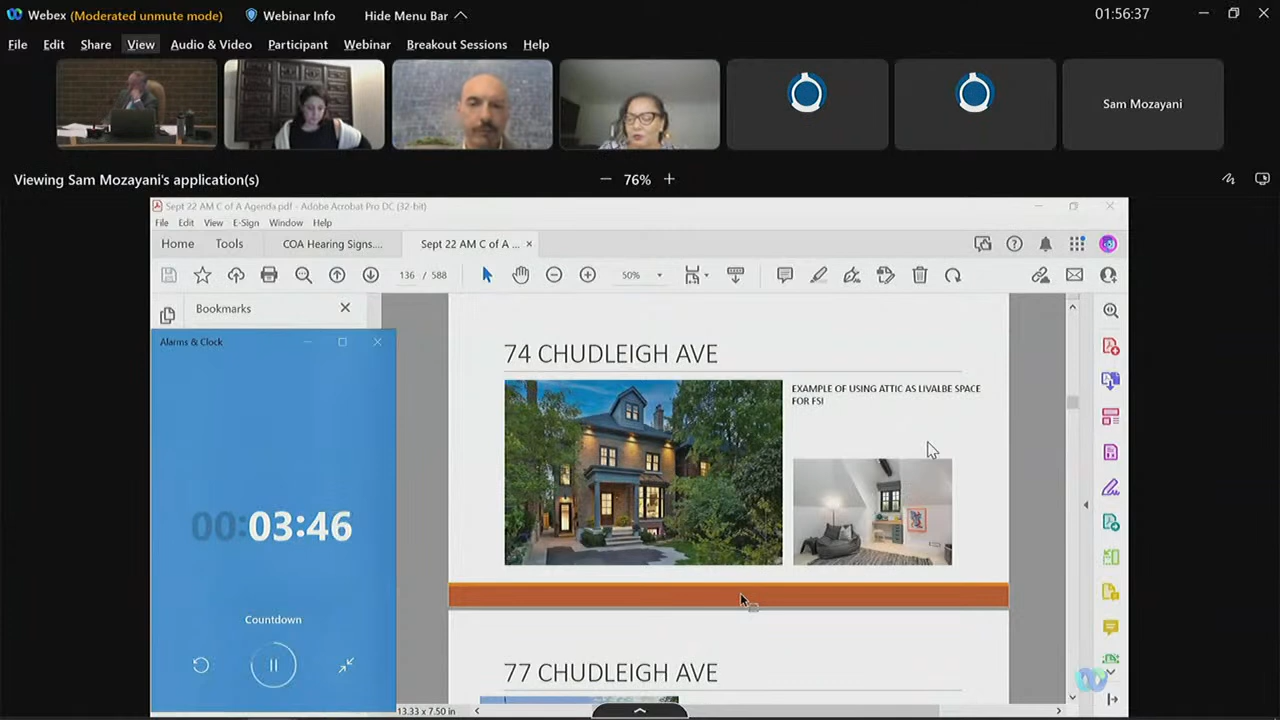 Webex (Moderated unmute mode) Webinar Info Hide Menu Bar 01:56:37
File Edit Share View Audio & Video Participant Webinar Breakout Sessions Help
Sam Mozayani
Viewing Sam Mozayani's application(s) 76%
Sept 22 AM C of A Agenda.pdf - Adobe Acrobat Pro DC (32-bit)
File Edit View E-Sign Window Help
Home Tools COA Hearing Signs.... Sept 22 AM C of A ... ×
136 / 588 50%
Bookmarks
Alarms & Clock
74 CHUDLEIGH AVE
EXAMPLE OF USING ATTIC AS LIVALBE SPACE
FOR FSI
00:03:46
Countdown
77 CHUDLEIGH AVE
13.33 x 7.50 in